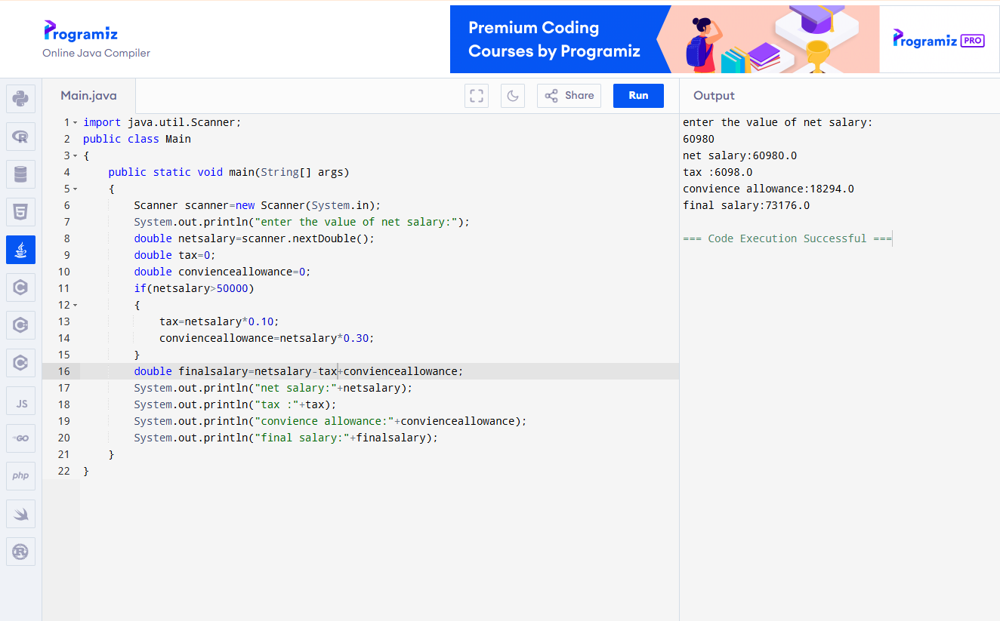 Programiz
Online Java Compiler
Premium Coding
Courses by Programiz
Programiz PRO
Main.java
Share
Run
Output
1 import java.util.Scanner;
2 public class Main
3 {
4 public static void main(String[] args)
5 {
6 Scanner scanner=new Scanner(System.in);
7 System.out.println("enter the value of net salary:");
8 double netsalary=scanner.nextDouble();
9 double tax=0;
10 double convienceallowance=0;
11 if(netsalary>50000)
12 {
13 tax=netsalary*0.10;
14 convienceallowance=netsalary*0.30;
15 }
16 double finalsalary=netsalary-tax+convienceallowance;
17 System.out.println("net salary:"+netsalary);
18 System.out.println("tax :"+tax);
19 System.out.println("convience allowance:"+convienceallowance);
20 System.out.println("final salary:"+finalsalary);
21 }
22 }
enter the value of net salary:
60980
net salary:60980.0
tax :6098.0
convience allowance:18294.0
final salary:73176.0
=== Code Execution Successful ===
R
5
C
C
C
JS
GO
php
R